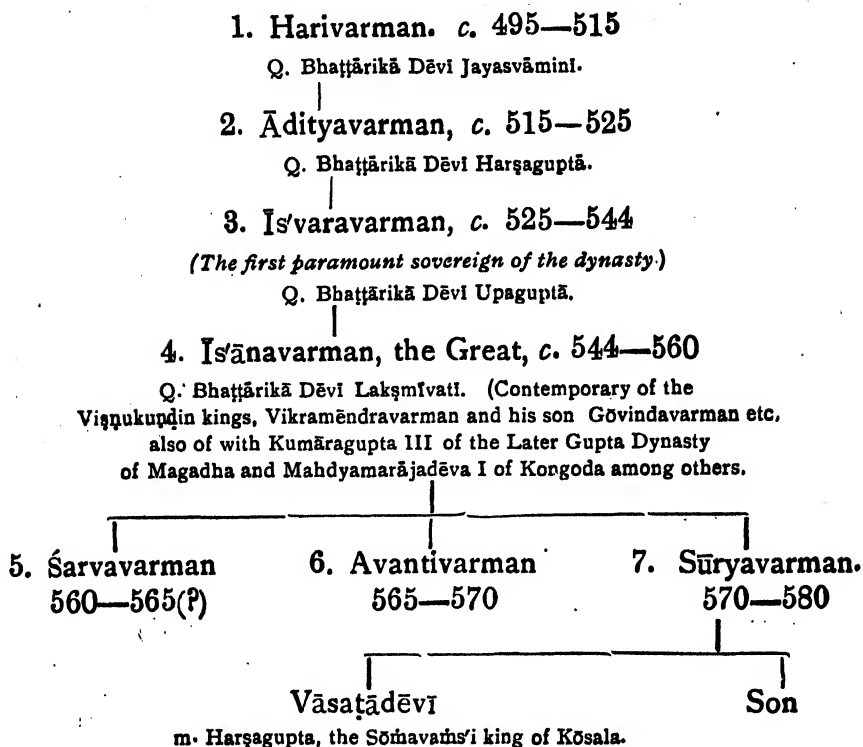 1. Harivarman. c. 495—515
Q. Bhaṭṭārikā Dēvī Jayasvāminī.
2. Ādityavarman, c. 515—525
Q. Bhaṭṭārikā Dēvī Harṣaguptā.
3. Īs'varavarman, c. 525—544
(The first paramount sovereign of the dynasty.)
Q. Bhaṭṭārikā Dēvī Upaguptā.
4. Īs'ānavarman, the Great, c. 544—560
Q. Bhaṭṭārikā Dēvī Lakṣmīvatī. (Contemporary of the
Viṣṇukuṇḍin kings, Vikramēndravarman and his son Gōvindavarman etc.
also of with Kumāragupta III of the Later Gupta Dynasty
of Magadha and Mahdyamarājadēva I of Kongoda among others.
5. Śarvavarman 6. Avantivarman 7. Sūryavarman.
560—565(?) 565—570 570—580
Vāsaṭādēvī Son
m. Harṣagupta, the Sōmavaṁs'i king of Kōsala.